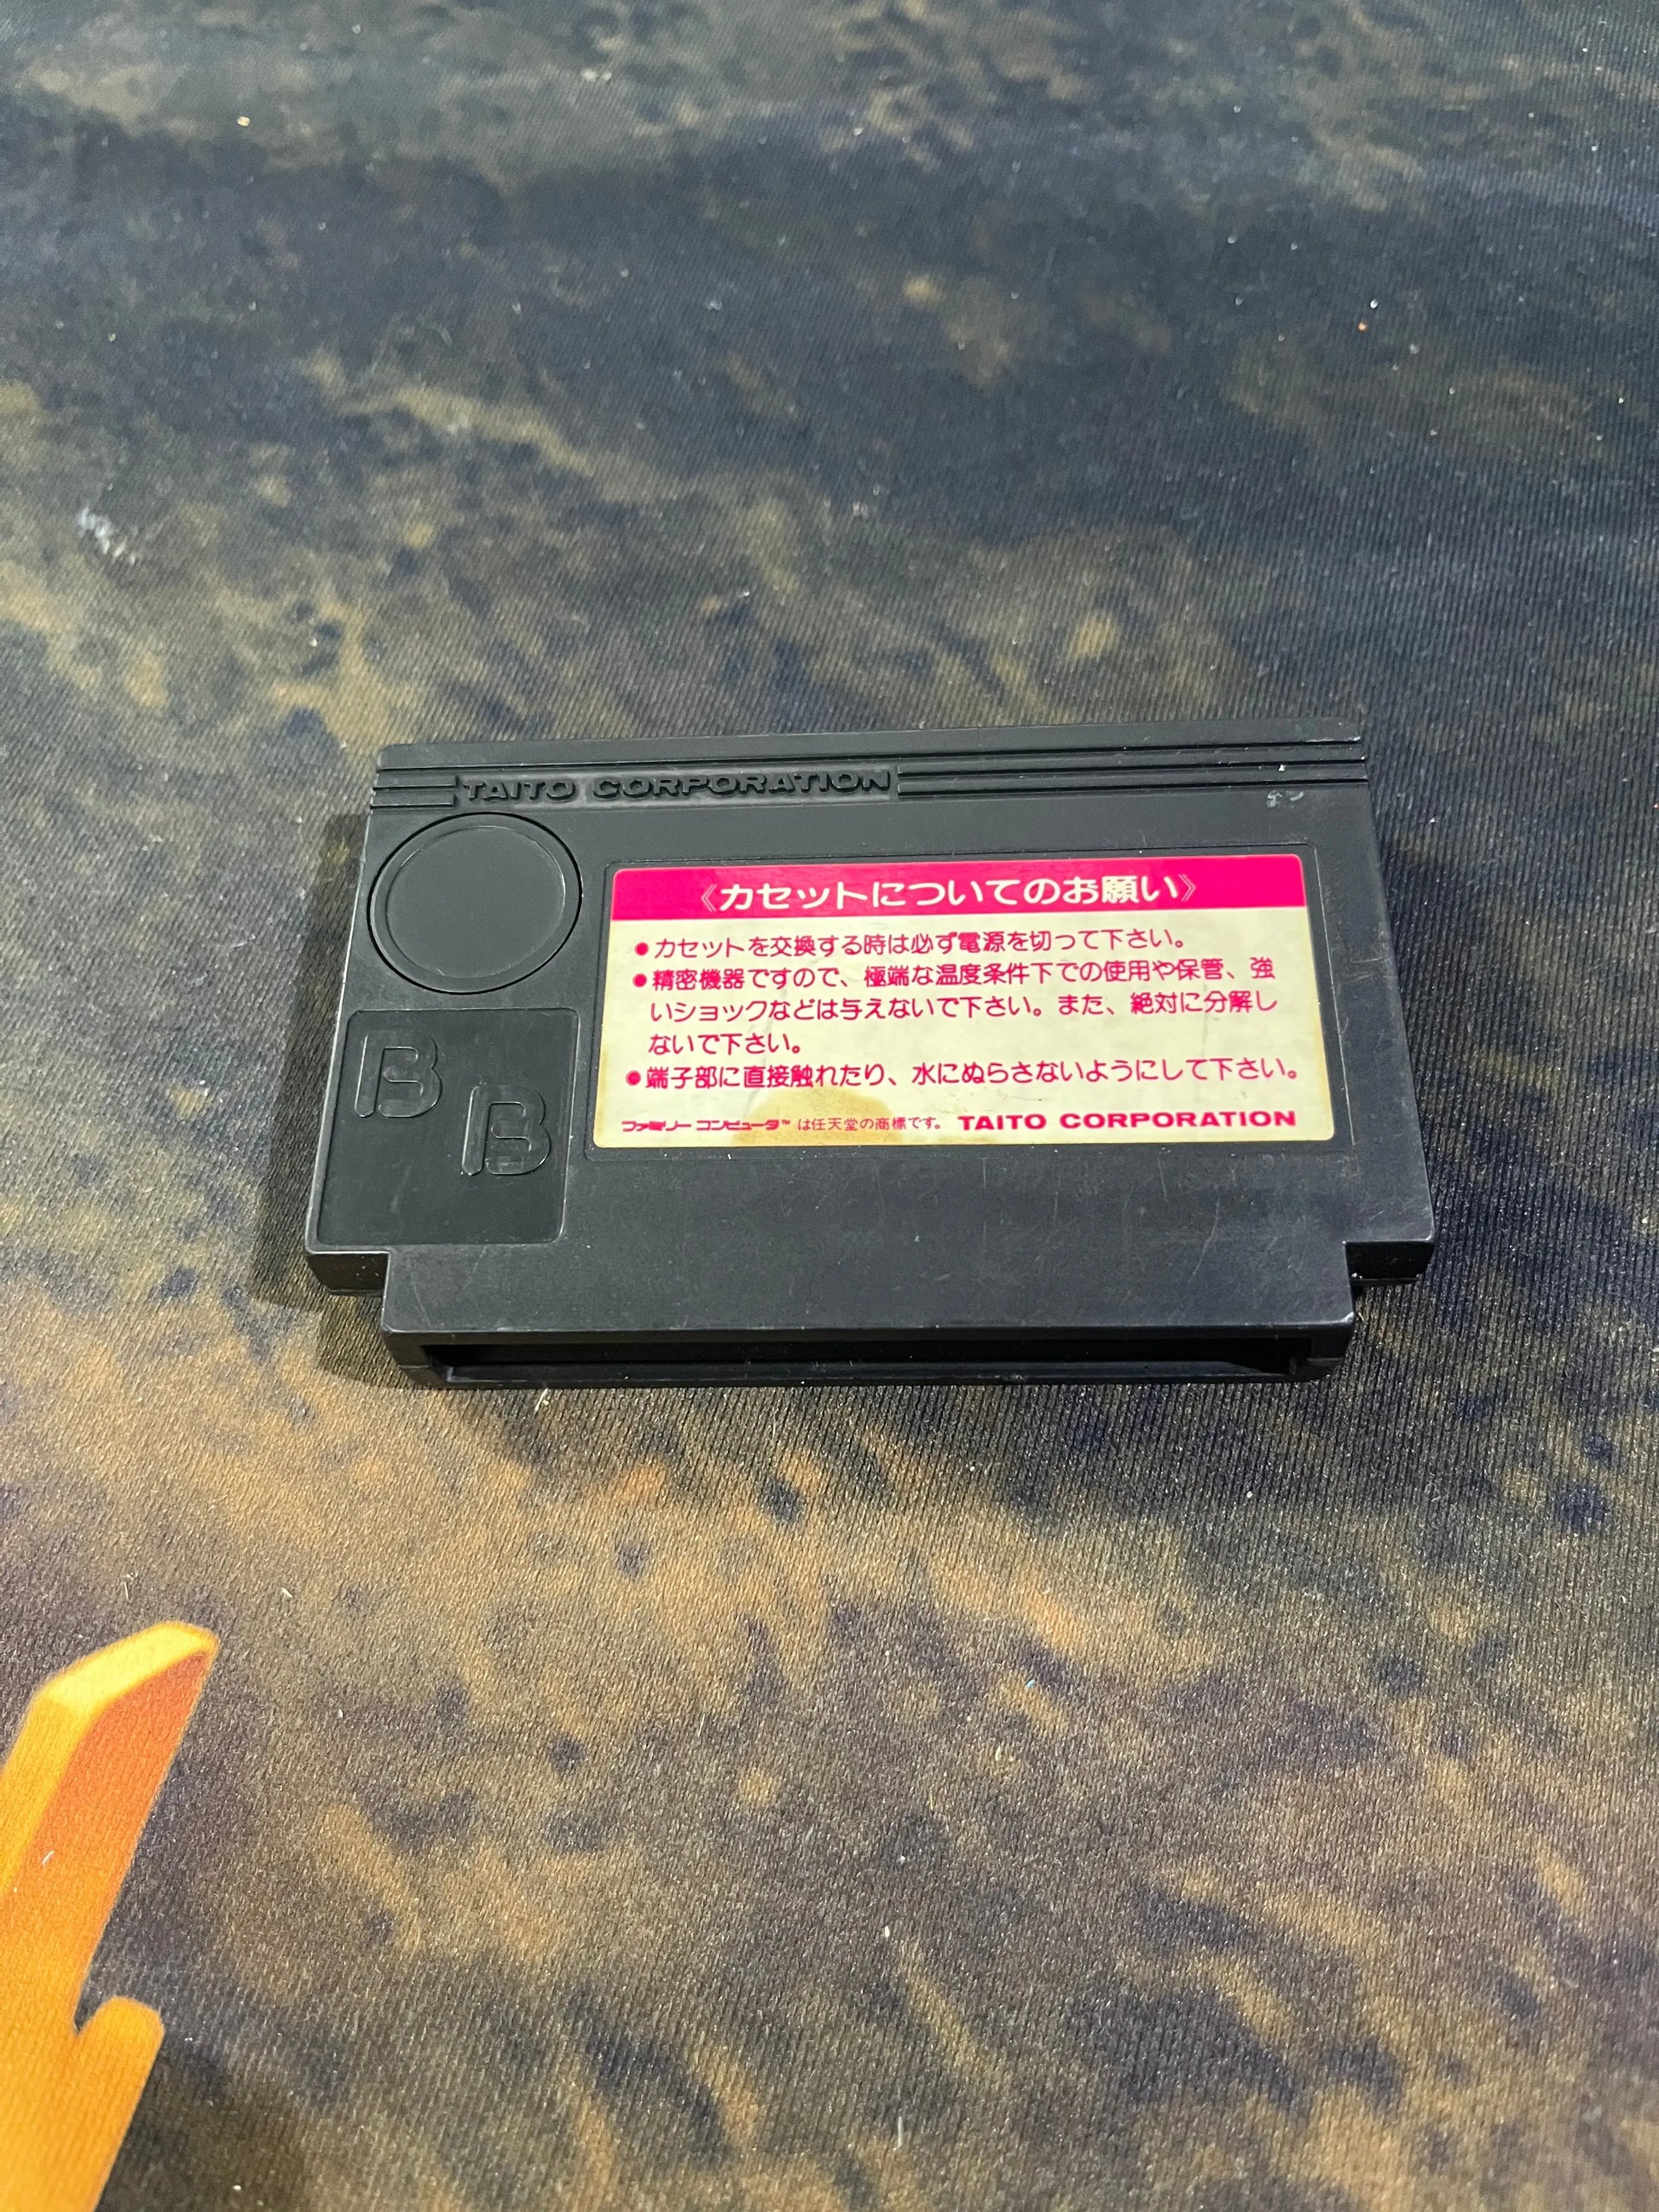 TAITO CORPORATION
《カセットについてのお願い》
●カセットを交換する時は必ず電源を切って下さい。
●精密機器ですので、極端な温度条件下での使用や保管、強
いショックなどは与えないで下さい。また、絶対に分解し
ないで下さい。
●端子部に直接触れたり、水にぬらさないようにして下さい。
ファミリーコンピュータ™は任天堂の商標です。 TAITO CORPORATION
B
B